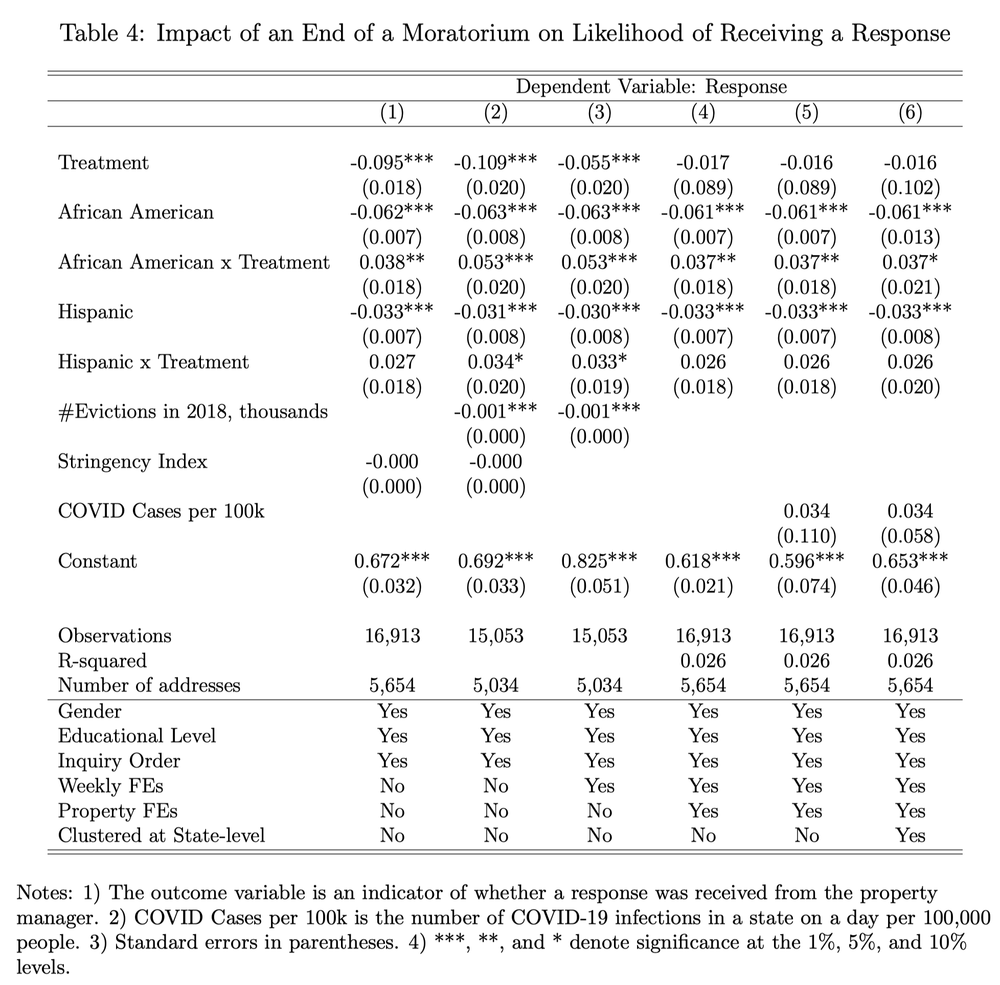 Table 4: Impact of an End of a Moratorium on Likelihood of Receiving a Response
Dependent Variable: Response
(1) (2) (3) (4) (5) (6)
Treatment -0.095*** -0.109*** -0.055*** -0.017 -0.016 -0.016
(0.018) (0.020) (0.020) (0.089) (0.089) (0.102)
African American -0.062*** -0.063*** -0.063*** -0.061*** -0.061*** -0.061***
(0.007) (0.008) (0.008) (0.007) (0.007) (0.013)
African American x Treatment 0.038** 0.053*** 0.053*** 0.037** 0.037** 0.037*
(0.018) (0.020) (0.020) (0.018) (0.018) (0.021)
Hispanic -0.033*** -0.031*** -0.030*** -0.033*** -0.033*** -0.033***
(0.007) (0.008) (0.008) (0.007) (0.007) (0.008)
Hispanic x Treatment 0.027 0.034* 0.033* 0.026 0.026 0.026
(0.018) (0.020) (0.019) (0.018) (0.018) (0.020)
#Evictions in 2018, thousands -0.001*** -0.001***
(0.000) (0.000)
Stringency Index -0.000 -0.000
(0.000) (0.000)
COVID Cases per 100k 0.034 0.034
(0.110) (0.058)
Constant 0.672*** 0.692*** 0.825*** 0.618*** 0.596*** 0.653***
(0.032) (0.033) (0.051) (0.021) (0.074) (0.046)
Observations 16,913 15,053 15,053 16,913 16,913 16,913
R-squared 0.026 0.026 0.026
Number of addresses 5,654 5,034 5,034 5,654 5,654 5,654
Gender Yes Yes Yes Yes Yes Yes
Educational Level Yes Yes Yes Yes Yes Yes
Inquiry Order Yes Yes Yes Yes Yes Yes
Weekly FEs No No Yes Yes Yes Yes
Property FEs No No No Yes Yes Yes
Clustered at State-level No No No No No Yes
Notes: 1) The outcome variable is an indicator of whether a response was received from the property
manager. 2) COVID Cases per 100k is the number of COVID-19 infections in a state on a day per 100,000
people. 3) Standard errors in parentheses. 4) ***, **, and * denote significance at the 1%, 5%, and 10%
levels.